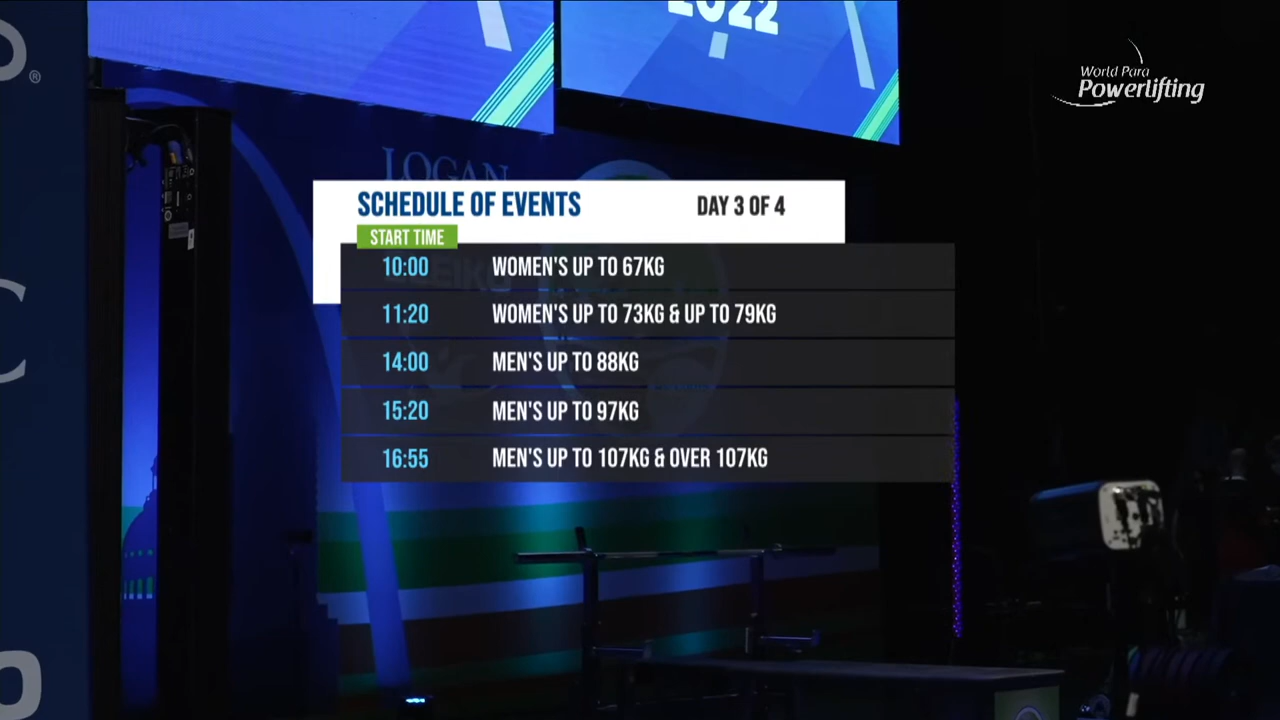 2022
World Para
Powerlifting
LOGAN
SCHEDULE OF EVENTS
DAY 3 OF 4
START TIME
10:00 WOMEN'S UP TO 67KG
11:20 WOMEN'S UP TO 73KG & UP TO 79KG
14:00 MEN'S UP TO 88KG
15:20 MEN'S UP TO 97KG
16:55 MEN'S UP TO 107KG & OVER 107KG